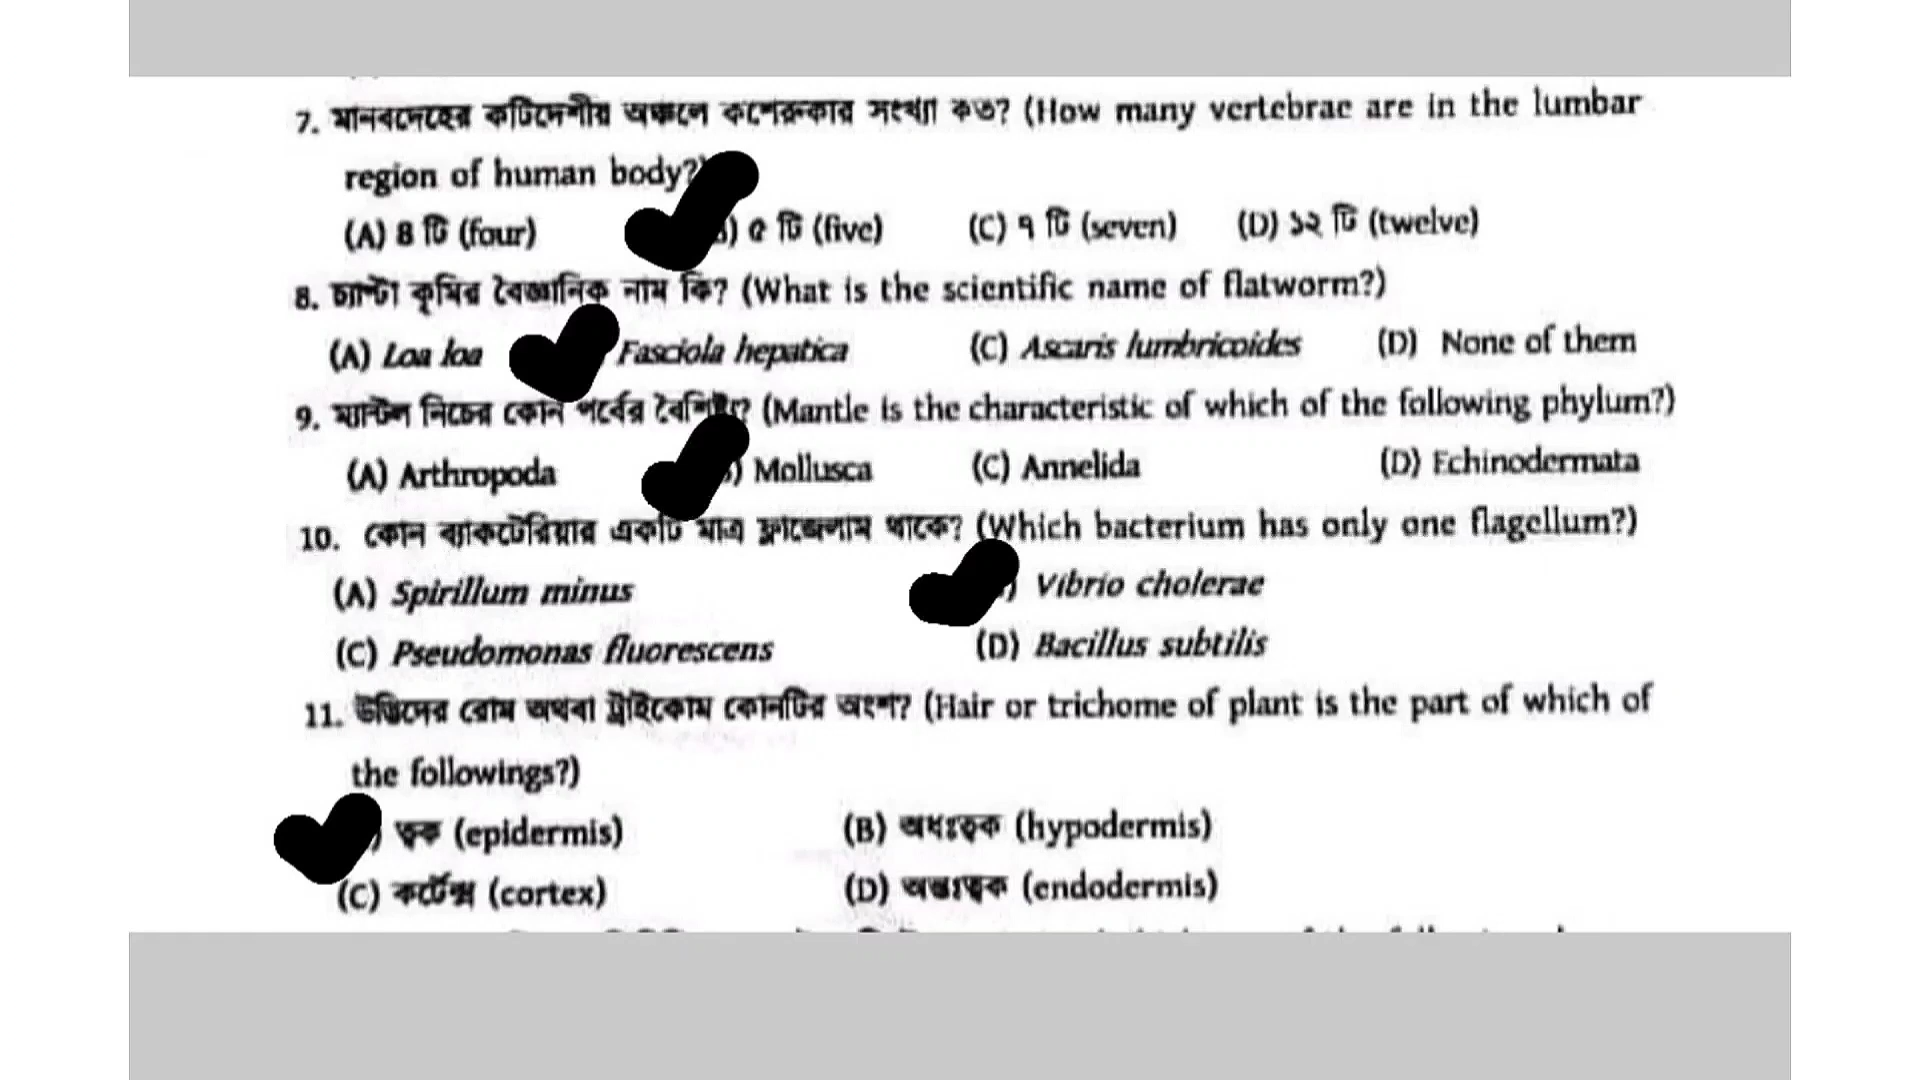 7. মানবদেহের কটিদেশীয় অঞ্চলে কশেরুকার সংখ্যা কত? (How many vertebrae are in the lumbar
region of human body?)
(A) ৪ টি (four) B) ৫ টি (five) (C) ৭ টি (seven) (D) ১২ টি (twelve)
8. চ্যাপ্টা কৃমির বৈজ্ঞানিক নাম কি? (What is the scientific name of flatworm?)
(A) Loa loa Fasciola hepatica (C) Ascaris lumbricoides (D) None of them
9. ম্যান্টল নিচের কোন পর্বের বৈশিষ্ট্য? (Mantle is the characteristic of which of the following phylum?)
(A) Arthropoda B) Mollusca (C) Annelida (D) Echinodermata
10. কোন ব্যাকটেরিয়ার একটি মাত্র ফ্লাজেলাম থাকে? (Which bacterium has only one flagellum?)
(A) Spirillum minus ) Vibrio cholerae
(C) Pseudomonas fluorescens (D) Bacillus subtilis
11. উদ্ভিদের রোম অথবা ট্রাইকোম কোনটির অংশ? (Hair or trichome of plant is the part of which of
the followings?)
) ত্বক (epidermis) (B) অধঃত্বক (hypodermis)
(C) কর্টেক্স (cortex) (D) অন্তঃত্বক (endodermis)